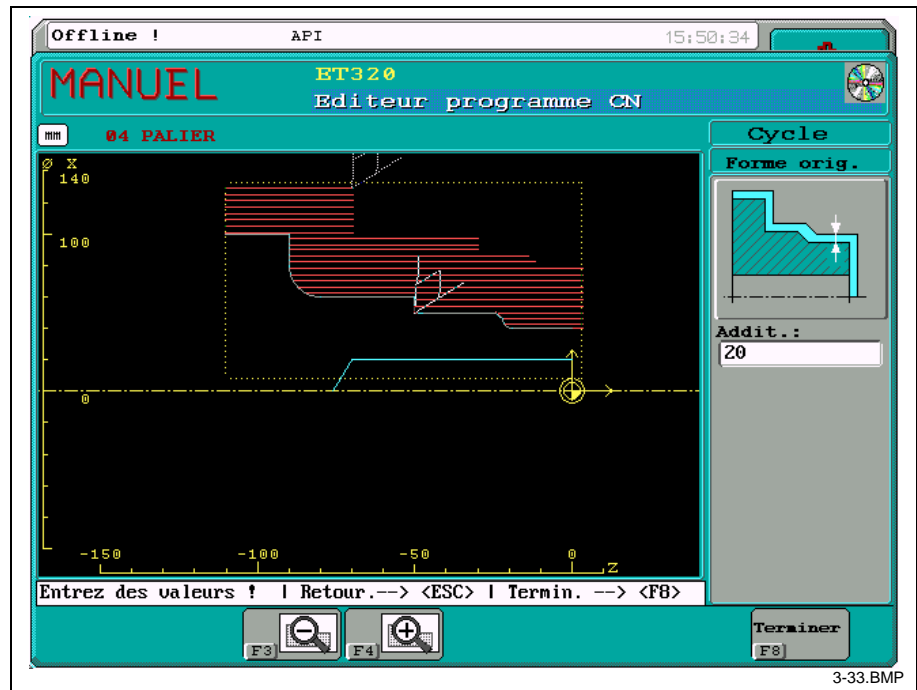 Offline ! API 15:50:34
MANUEL
ET320
Editeur programme CN
mm 04 PALIER
Cycle
Forme orig.
Ø X
140
100
0
-150 -100 -50 0
Z
Addit.:
20
Entrez des valeurs ! | Retour.--> <ESC> | Termin. --> <F8>
F3 F4
Terminer
F8
3-33.BMP